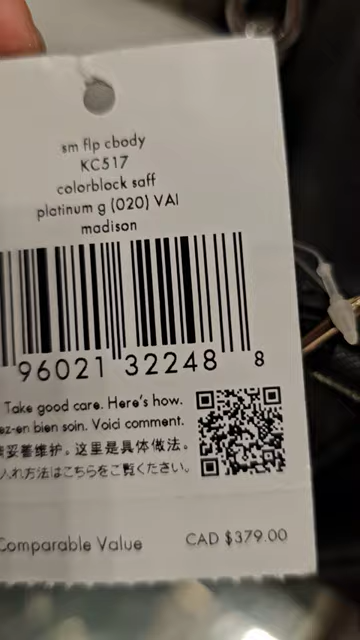 sm flp cbody
KC517
colorblock saff
platinum g (020) VAI
madison
96021 32248 8
Take good care. Here's how.
ez-en bien soin. Voici comment.
妥善维护。这里是具体做法。
入れ方法はこちらをご覧ください。
Comparable Value CAD $379.00